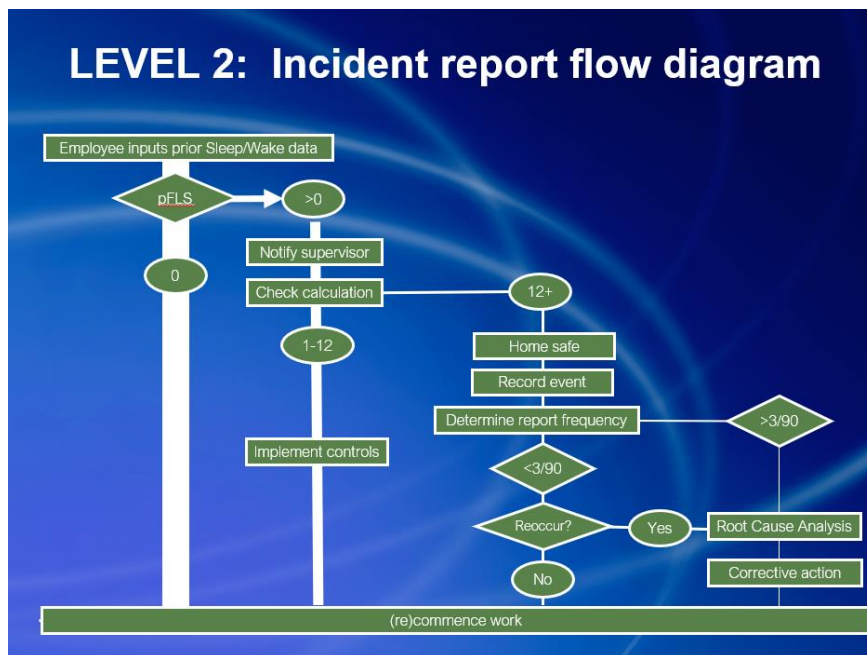 LEVEL 2: Incident report flow diagram
Employee inputs prior Sleep/Wake data
pFLS
>0
Notify supervisor
0
Check calculation
12+
1-12
Home safe
Record event
Determine report frequency
>3/90
Implement controls
<3/90
Reoccur?
Yes
Root Cause Analysis
No
Corrective action
(re)commence work